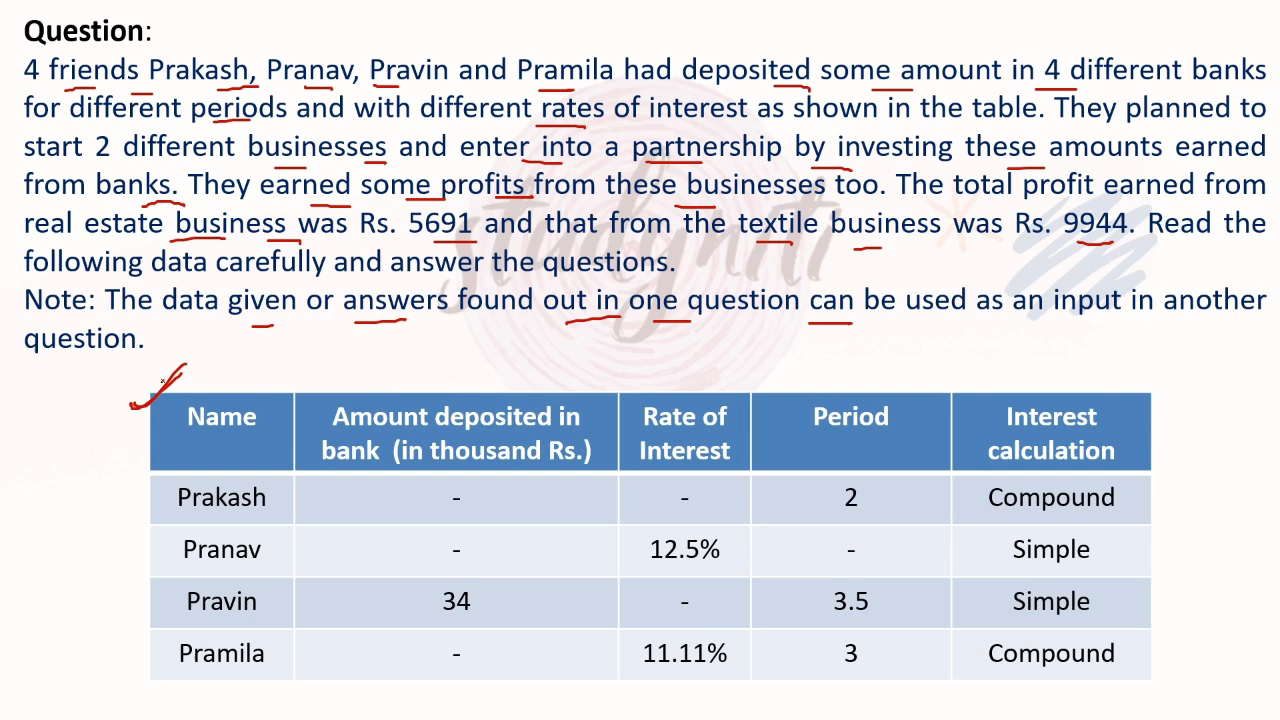 Question:
4 friends Prakash, Pranav, Pravin and Pramila had deposited some amount in 4 different banks
for different periods and with different rates of interest as shown in the table. They planned to
start 2 different businesses and enter into a partnership by investing these amounts earned
from banks. They earned some profits from these businesses too. The total profit earned from
real estate business was Rs. 5691 and that from the textile business was Rs. 9944. Read the
following data carefully and answer the questions.
Note: The data given or answers found out in one question can be used as an input in another
question.
studyniti
Name Amount deposited in bank (in thousand Rs.) Rate of Interest Period Interest calculation
Prakash - - 2 Compound
Pranav - 12.5% - Simple
Pravin 34 - 3.5 Simple
Pramila - 11.11% 3 Compound